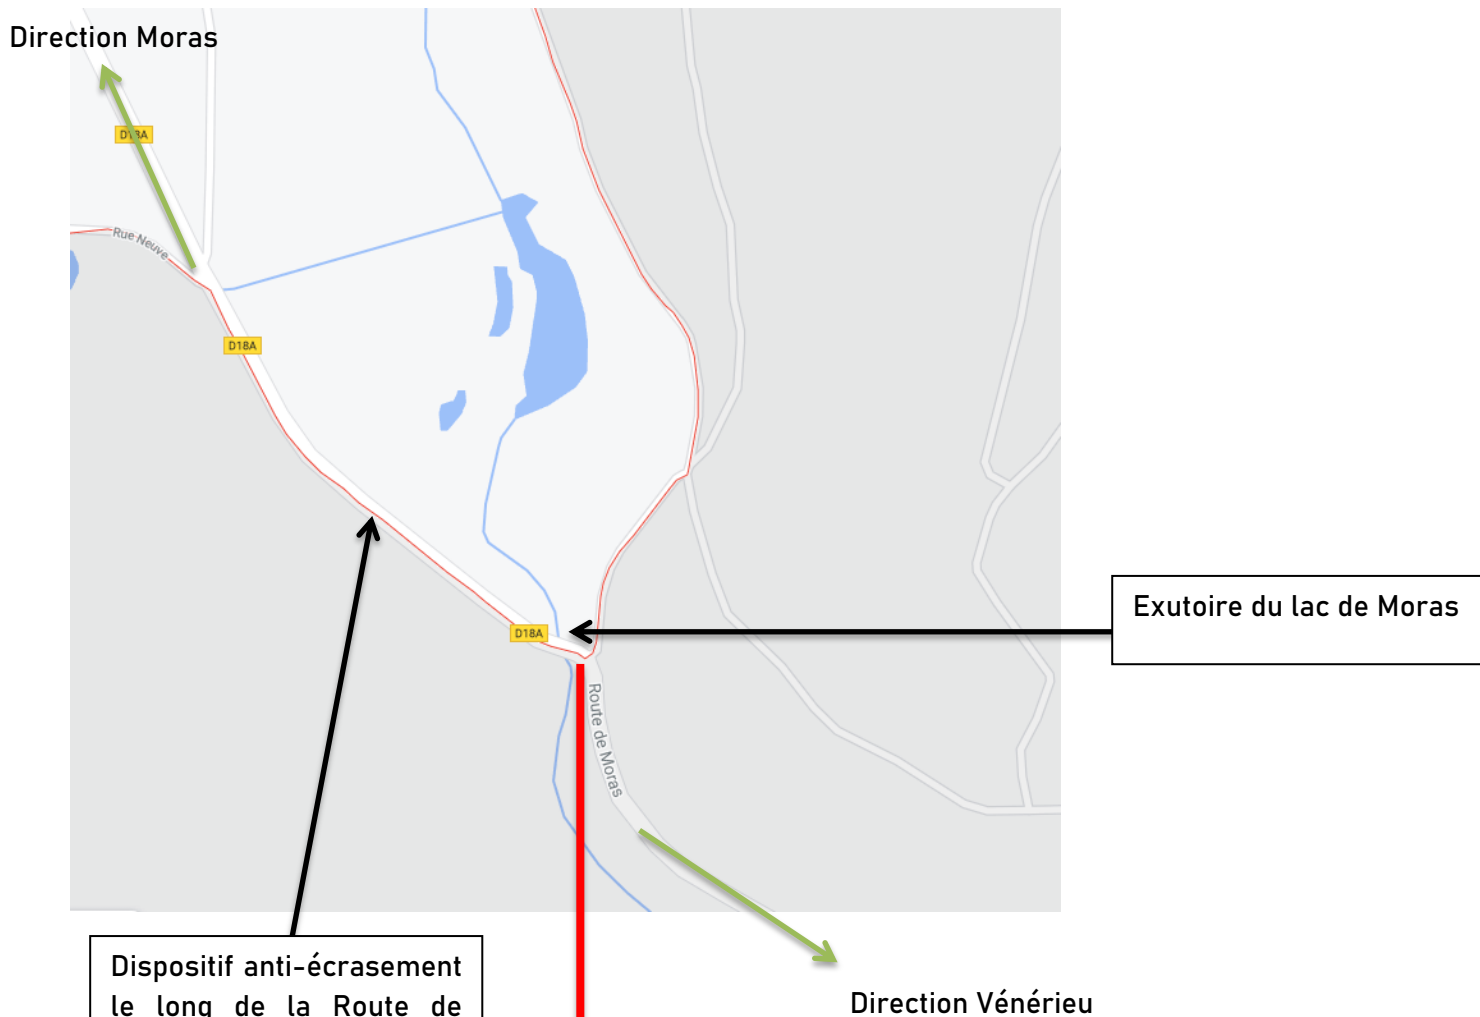 Direction Moras
D18A
Rue Neuve
D18A
D18A
Exutoire du lac de Moras
Route de Moras
Dispositif anti-écrasement
le long de la Route de
Direction Vénérieu